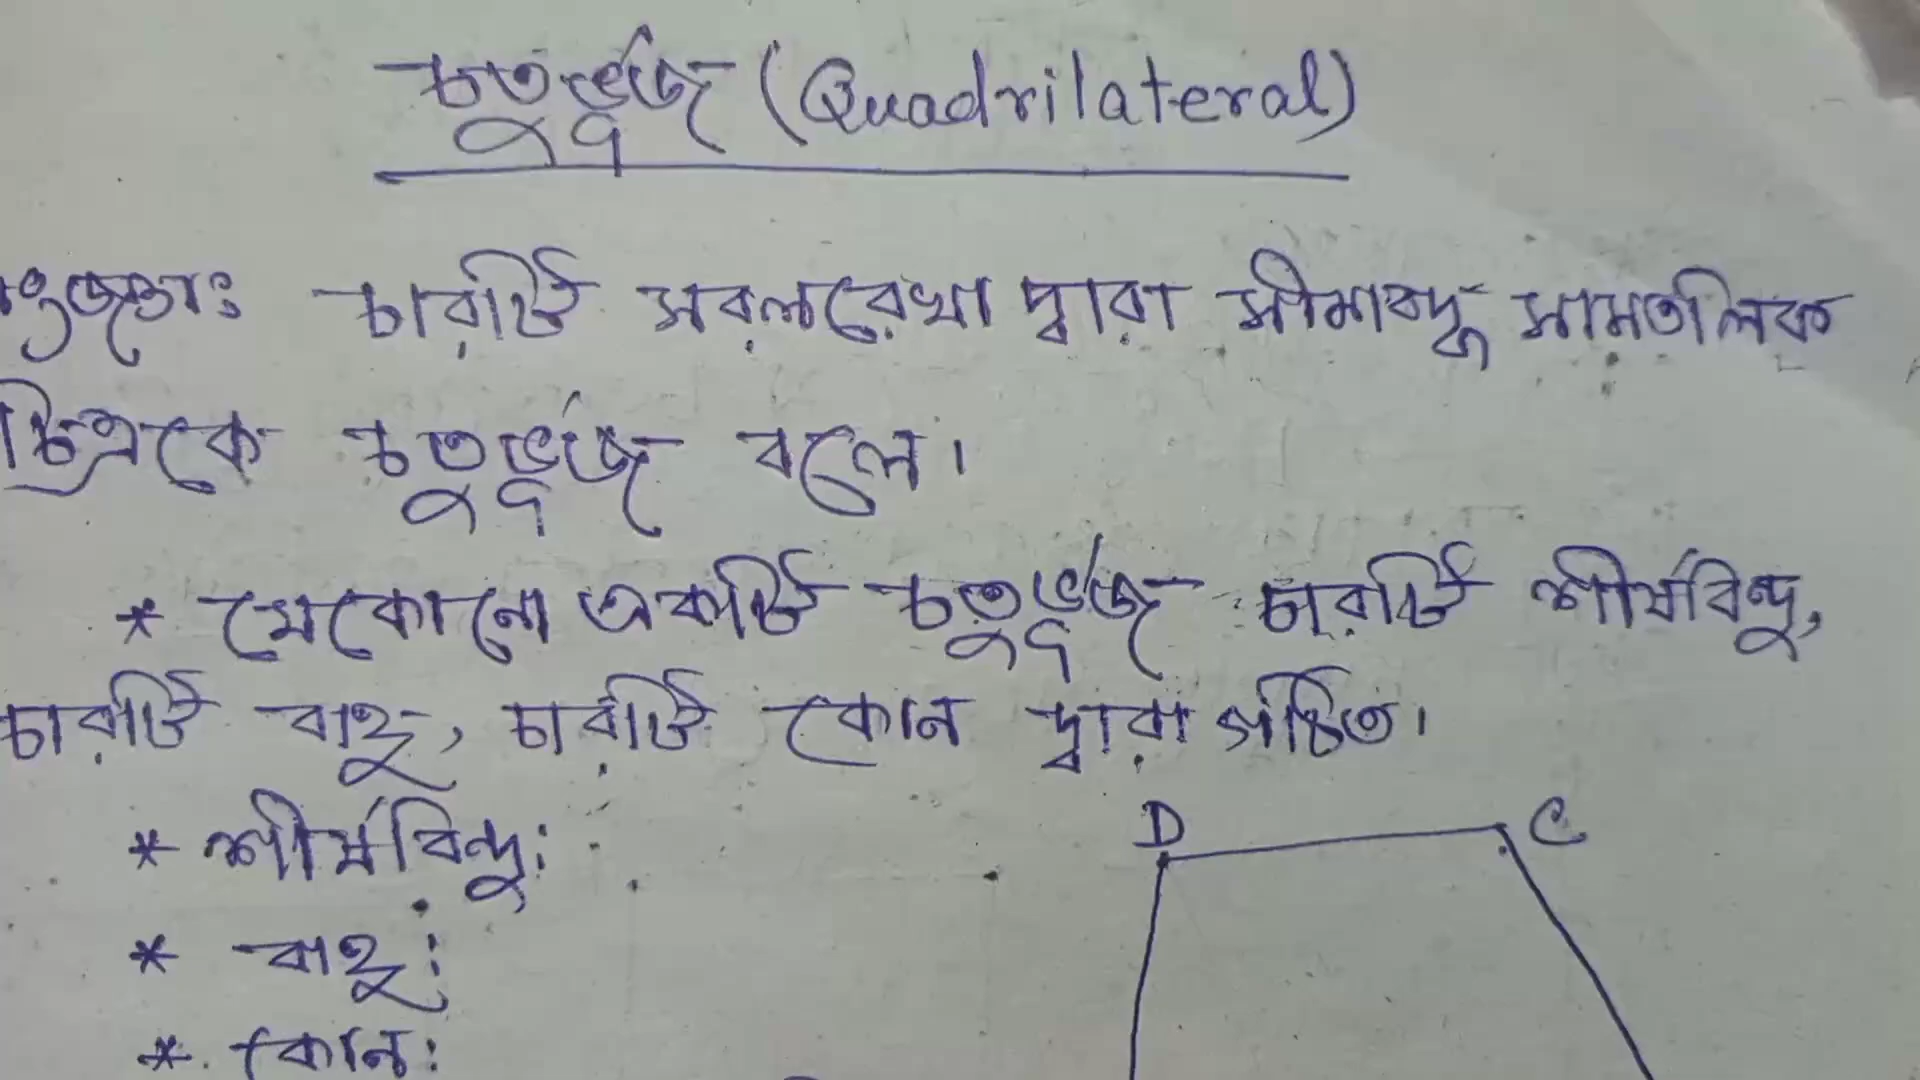 চতুর্ভুজ (Quadrilateral)
চারটি সরলরেখা দ্বারা সীমাবদ্ধ সামতলিক
চিত্রকে চতুর্ভুজ বলে।
* যেকোনো একটি চতুর্ভুজ চারটি শীর্ষবিন্দু,
চারটি বাহু, চারটি কোন দ্বারা গঠিত।
* শীর্ষবিন্দু:
D C
* বাহু:
* কোন: